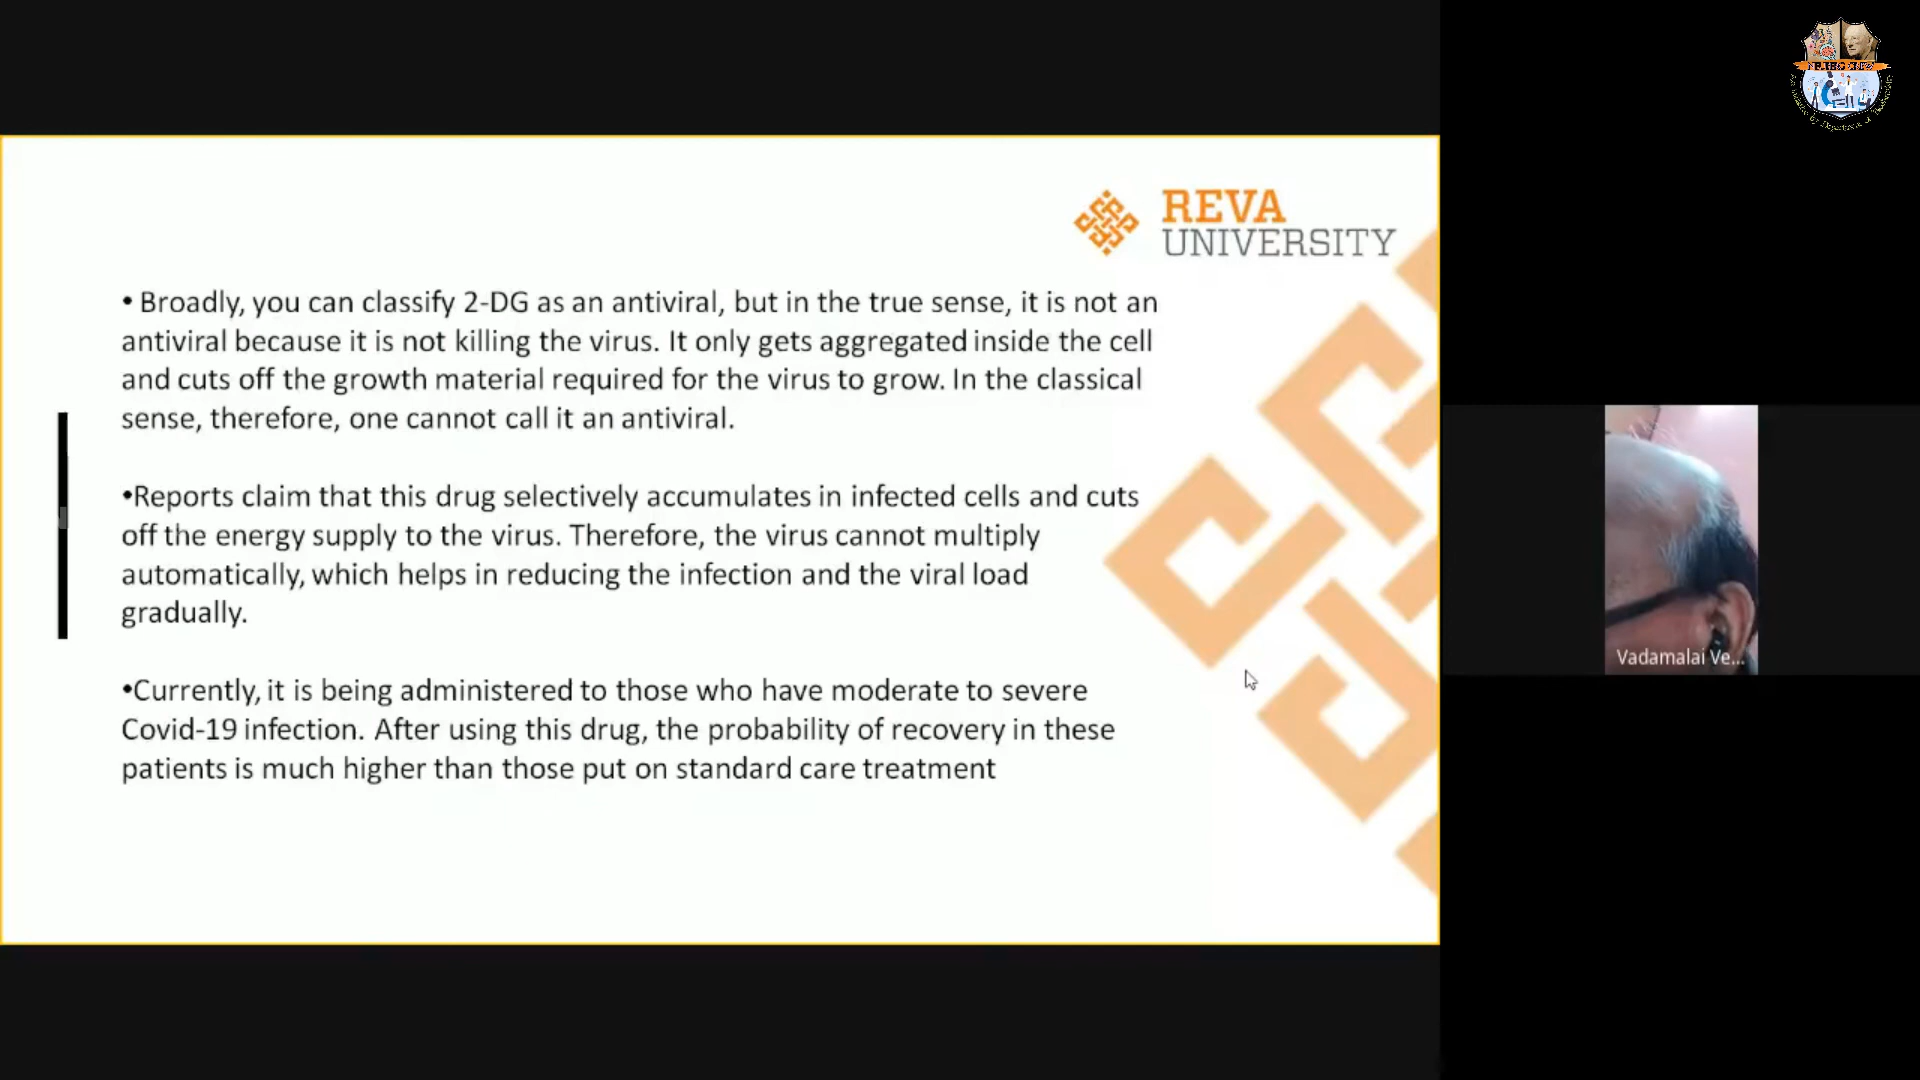 REVA
UNIVERSITY
• Broadly, you can classify 2-DG as an antiviral, but in the true sense, it is not an
antiviral because it is not killing the virus. It only gets aggregated inside the cell
and cuts off the growth material required for the virus to grow. In the classical
sense, therefore, one cannot call it an antiviral.
•Reports claim that this drug selectively accumulates in infected cells and cuts
off the energy supply to the virus. Therefore, the virus cannot multiply
automatically, which helps in reducing the infection and the viral load
gradually.
•Currently, it is being administered to those who have moderate to severe
Covid-19 infection. After using this drug, the probability of recovery in these
patients is much higher than those put on standard care treatment
Vadamalai Ve...